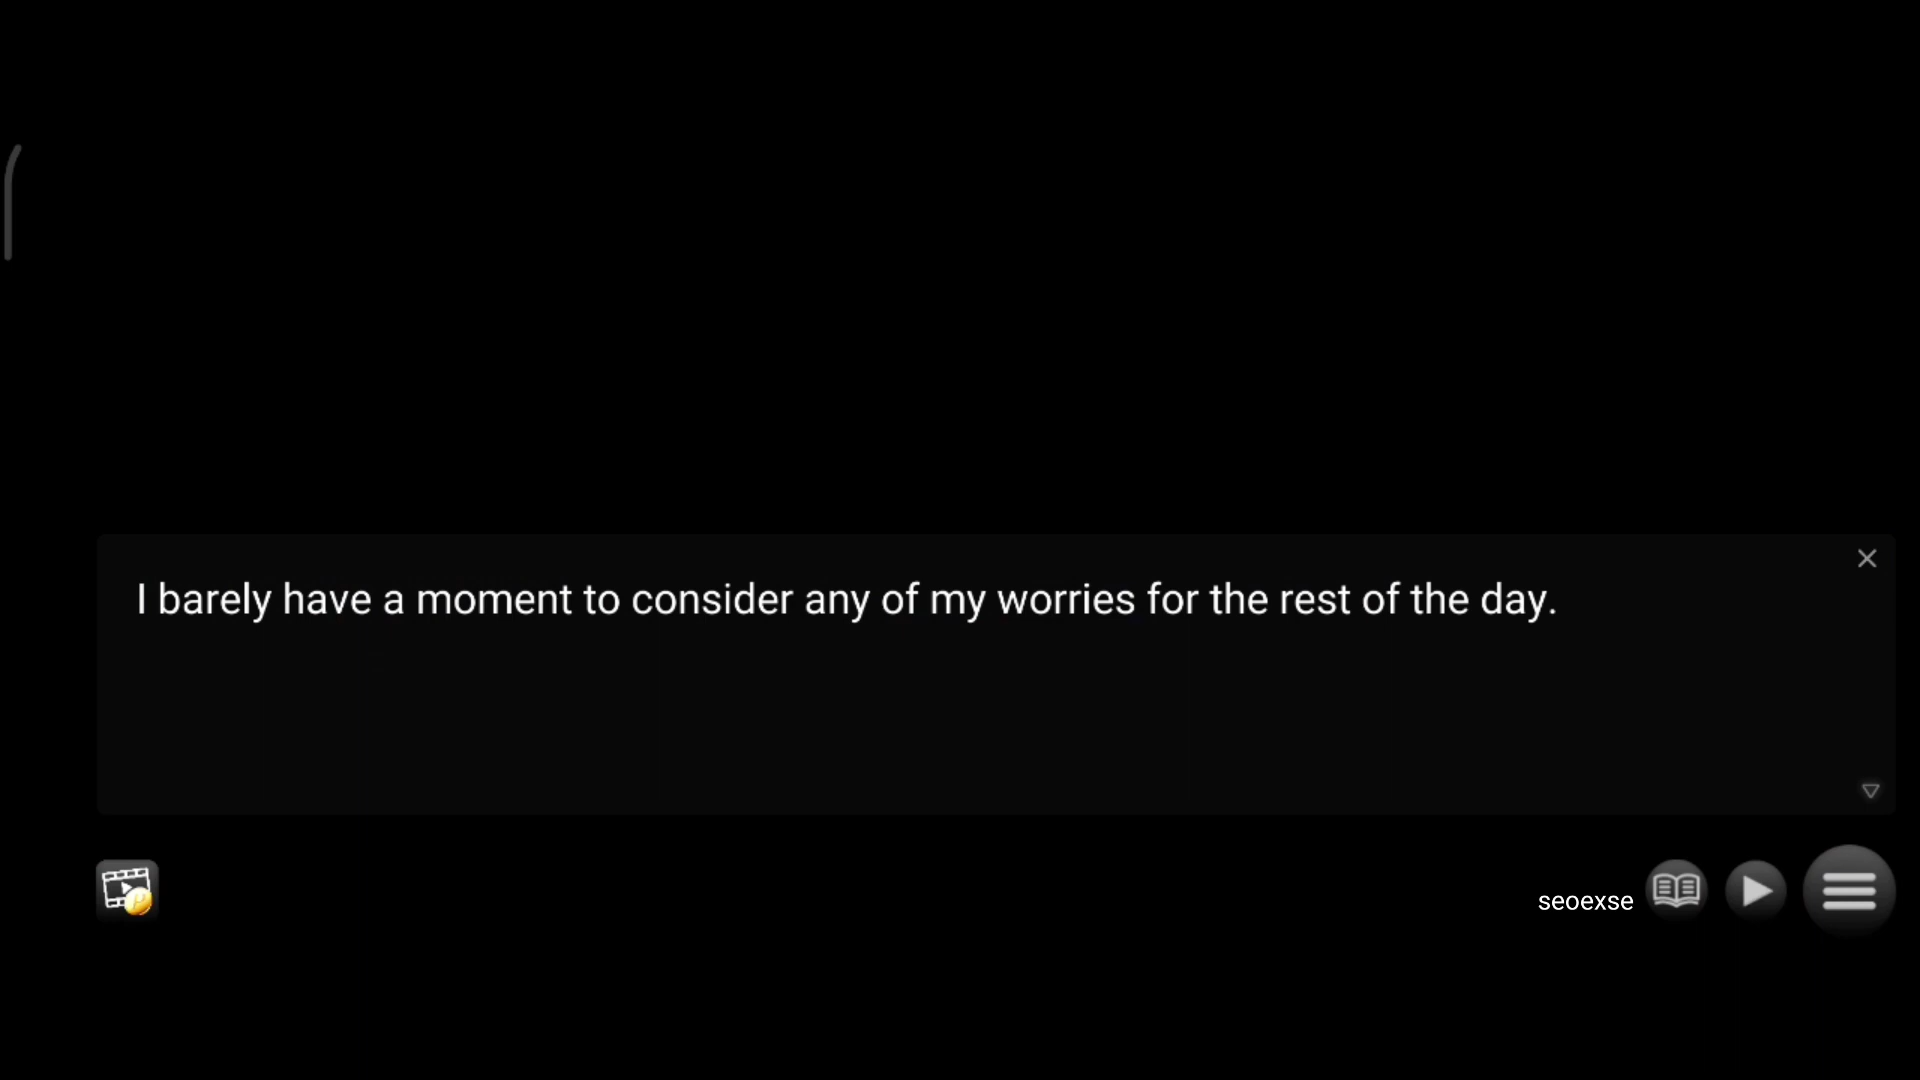 I barely have a moment to consider any of my worries for the rest of the day.
seoexse